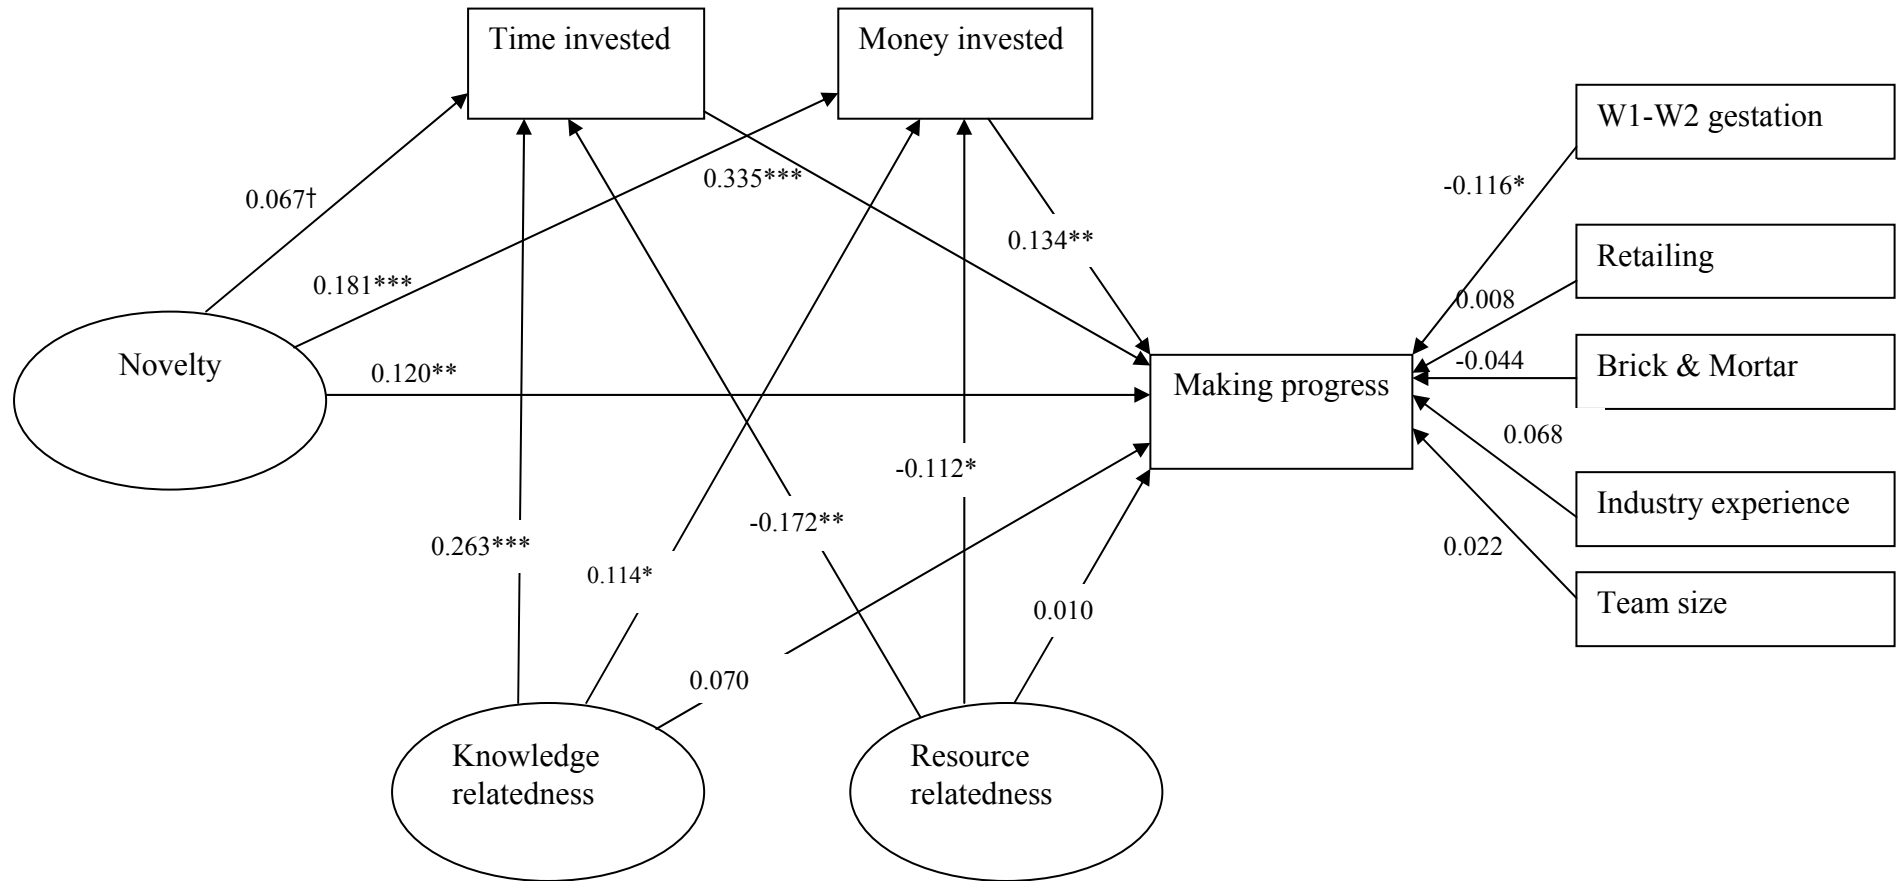 Time invested
Money invested
W1-W2 gestation
0.335***
-0.116*
0.067†
0.134**
Retailing
0.181***
0.008
Novelty
0.120**
-0.044
Brick & Mortar
Making progress
0.068
-0.112*
Industry experience
-0.172**
0.263***
0.022
0.114*
0.010
Team size
0.070
Knowledge
relatedness
Resource
relatedness